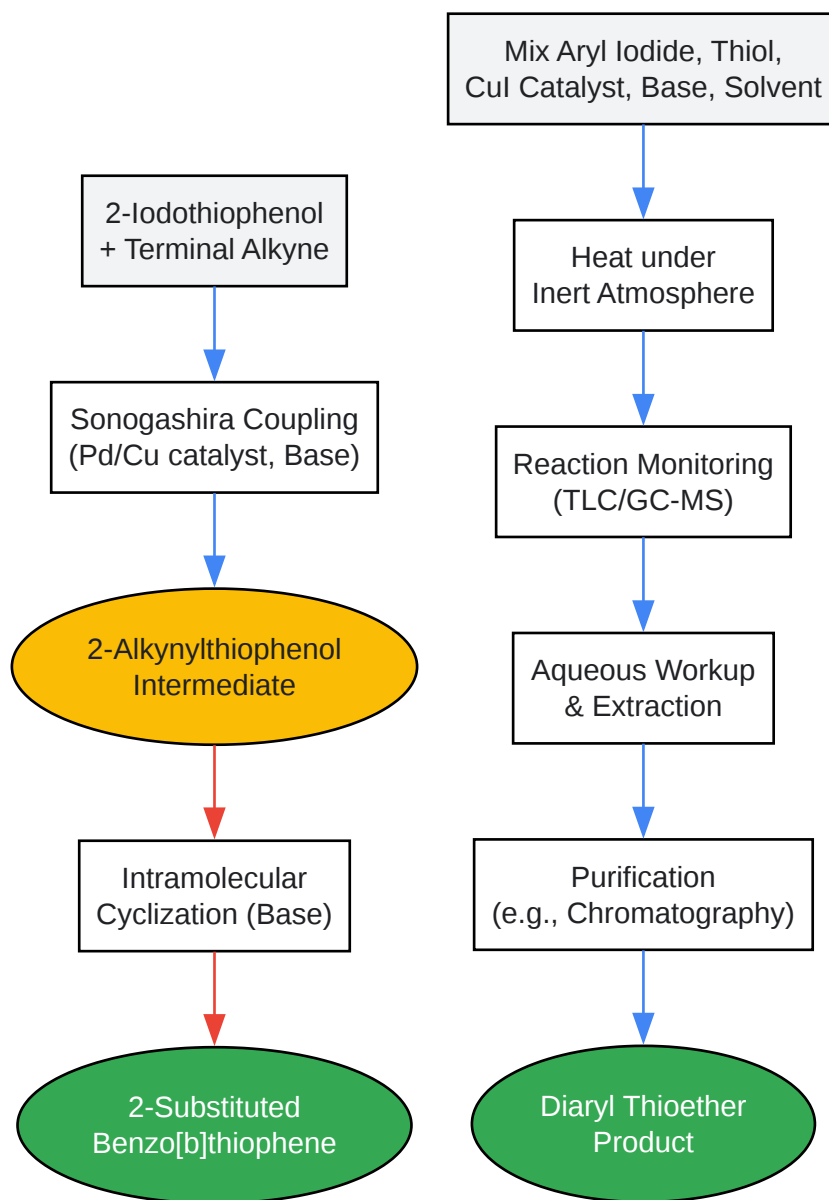 2-Iodothiophenol
+ Terminal Alkyne
Sonogashira Coupling
(Pd/Cu catalyst, Base)
2-Alkynylthiophenol
Intermediate
Intramolecular
Cyclization (Base)
2-Substituted
Benzo[b]thiophene
Mix Aryl Iodide, Thiol,
CuI Catalyst, Base, Solvent
Heat under
Inert Atmosphere
Reaction Monitoring
(TLC/GC-MS)
Aqueous Workup
& Extraction
Purification
(e.g., Chromatography)
Diaryl Thioether
Product